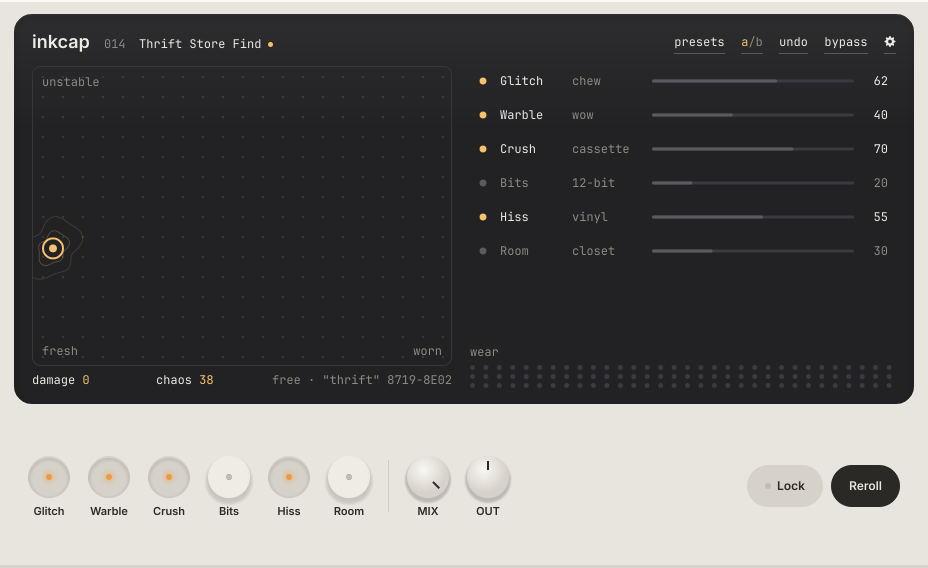 inkcap 014 Thrift Store Find
presets a/b undo bypass
unstable
fresh worn
damage 0 chaos 38 free · "thrift" 8719-8E02
Glitch chew 62
Warble wow 40
Crush cassette 70
Bits 12-bit 20
Hiss vinyl 55
Room closet 30
wear
Glitch Warble Crush Bits Hiss Room MIX OUT
Lock Reroll